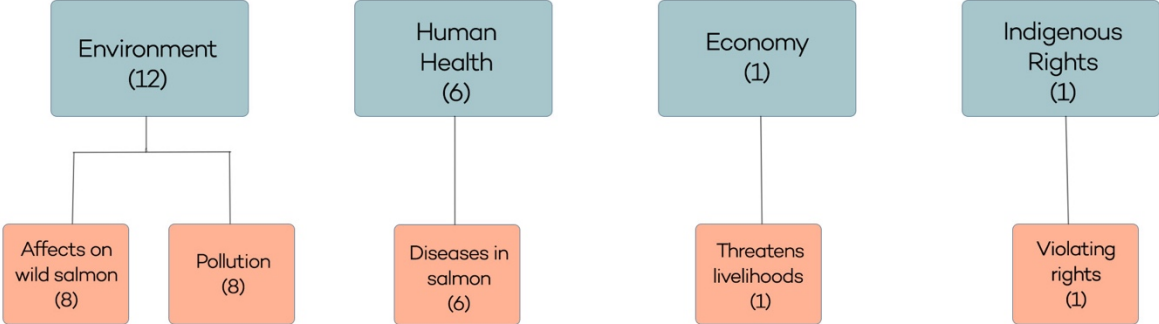 Environment
(12)
Human
Health
(6)
Economy
(1)
Indigenous
Rights
(1)
Affects on
wild salmon
(8)
Pollution
(8)
Diseases in
salmon
(6)
Threatens
livelihoods
(1)
Violating
rights
(1)